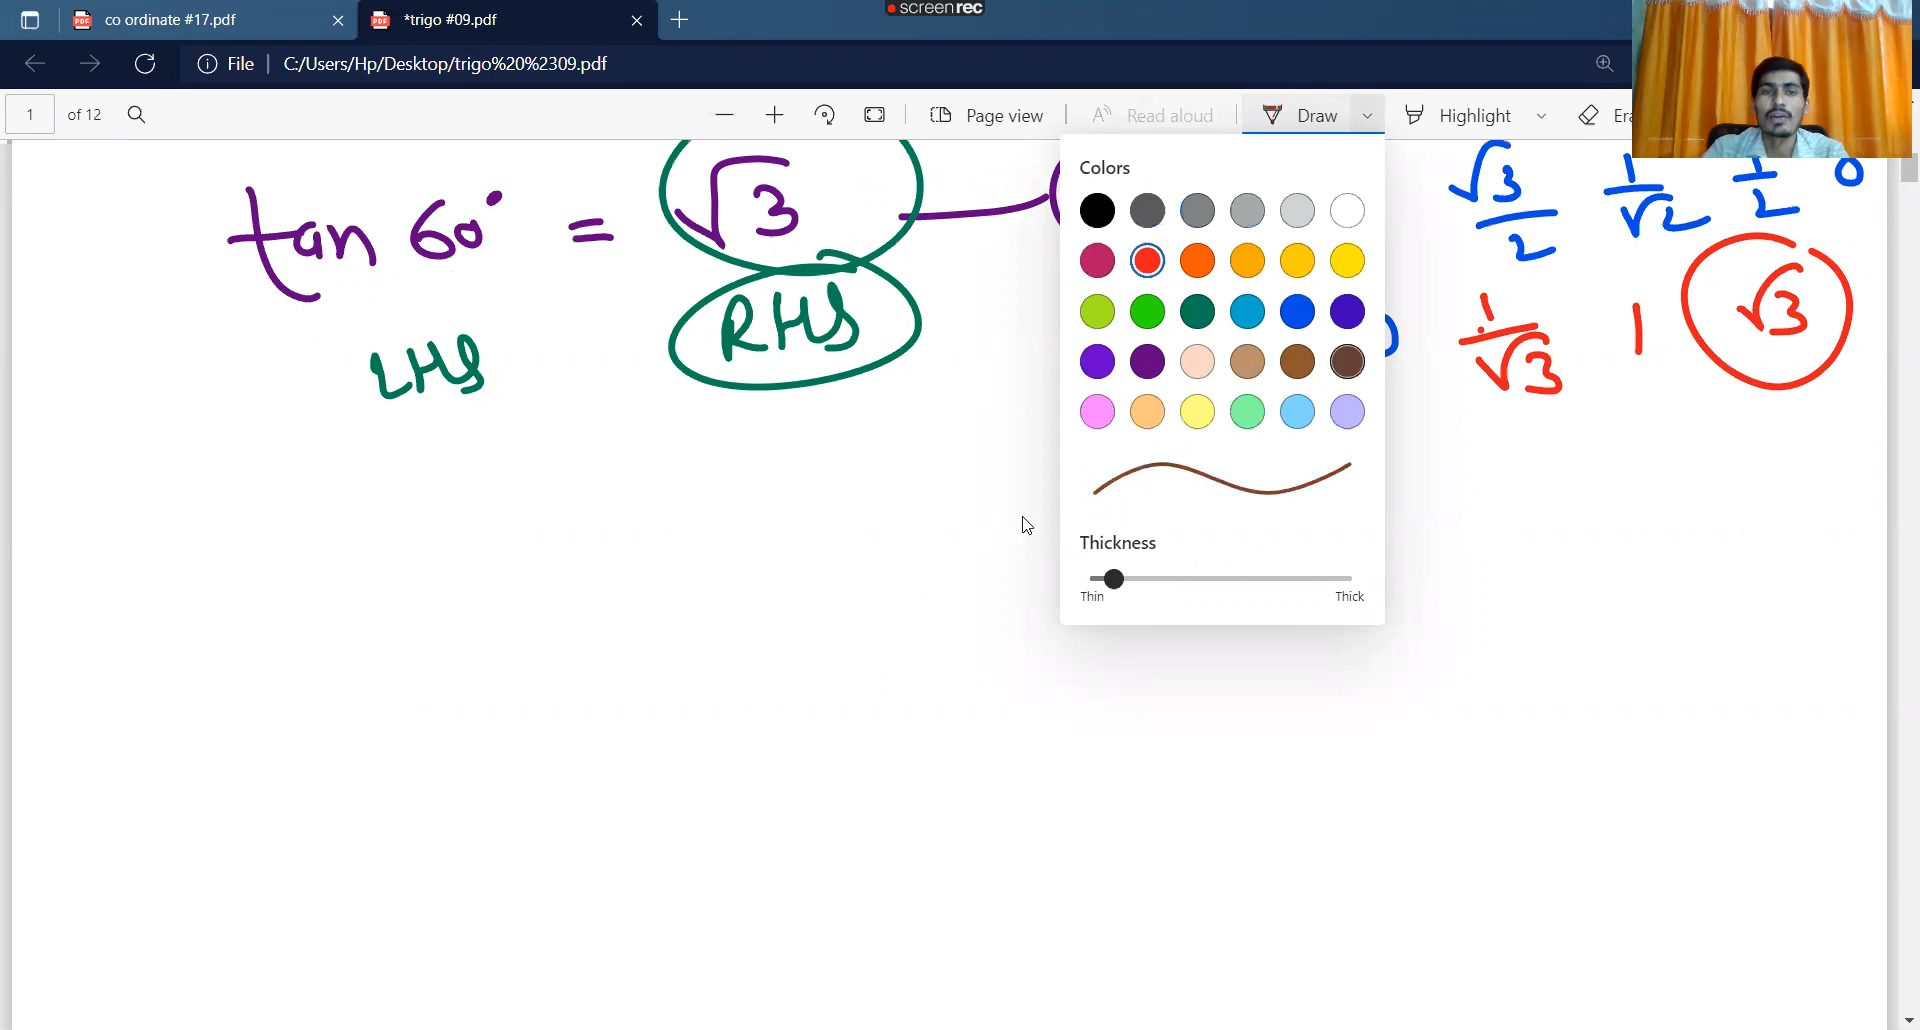 co ordinate #17.pdf
*trigo #09.pdf
screenrec
File
C:/Users/Hp/Desktop/trigo%20%2309.pdf
1 of 12
Page view
Read aloud
Draw
Highlight
Colors
tan 60° = √3
√3/2 1/√2 1/2 0
LHS
RHS
1/√3 1 √3
Thickness
Thin
Thick